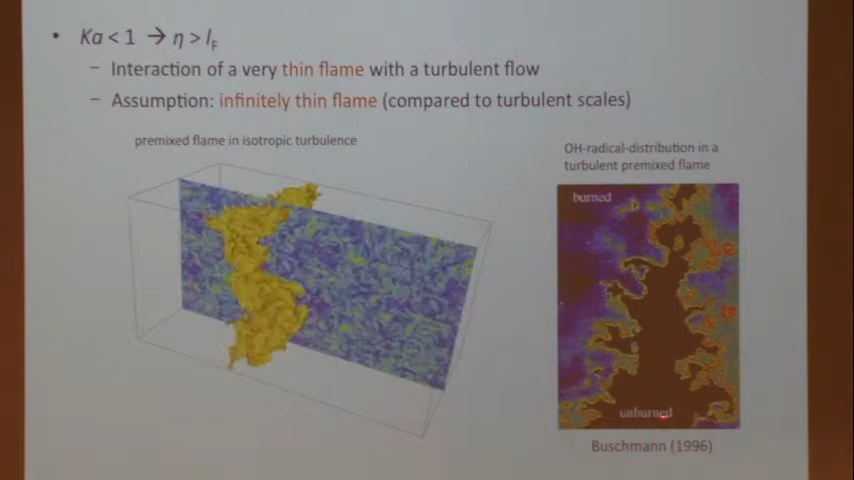 • Ka < 1 → η > lF
– Interaction of a very thin flame with a turbulent flow
– Assumption: infinitely thin flame (compared to turbulent scales)
premixed flame in isotropic turbulence
OH-radical-distribution in a
turbulent premixed flame
burned
unburned
Buschmann (1996)